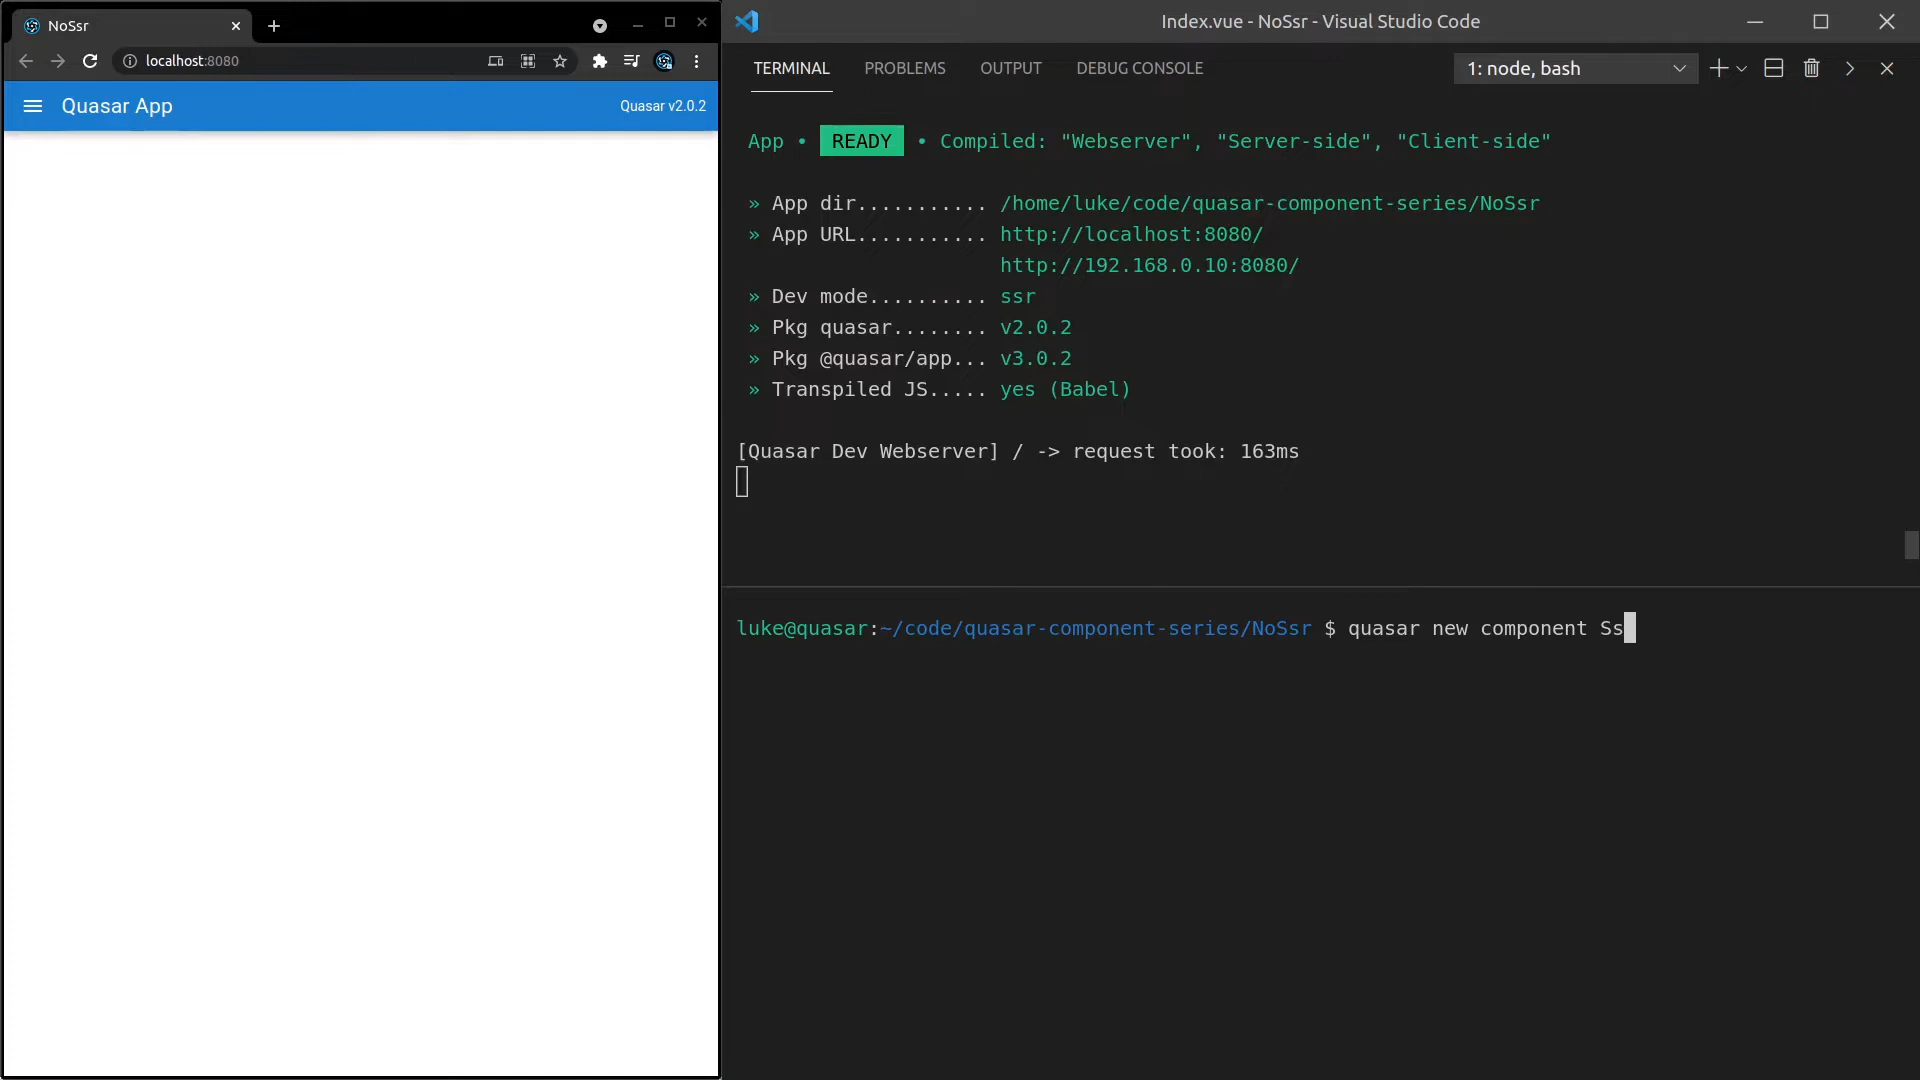 NoSsr
localhost:8080
Quasar App
Quasar v2.0.2
Index.vue - NoSsr - Visual Studio Code
TERMINAL PROBLEMS OUTPUT DEBUG CONSOLE
1: node, bash
App • READY • Compiled: "Webserver", "Server-side", "Client-side"
» App dir........... /home/luke/code/quasar-component-series/NoSsr
» App URL........... http://localhost:8080/
http://192.168.0.10:8080/
» Dev mode.......... ssr
» Pkg quasar........ v2.0.2
» Pkg @quasar/app... v3.0.2
» Transpiled JS..... yes (Babel)
[Quasar Dev Webserver] / -> request took: 163ms
luke@quasar:~/code/quasar-component-series/NoSsr $ quasar new component Ss